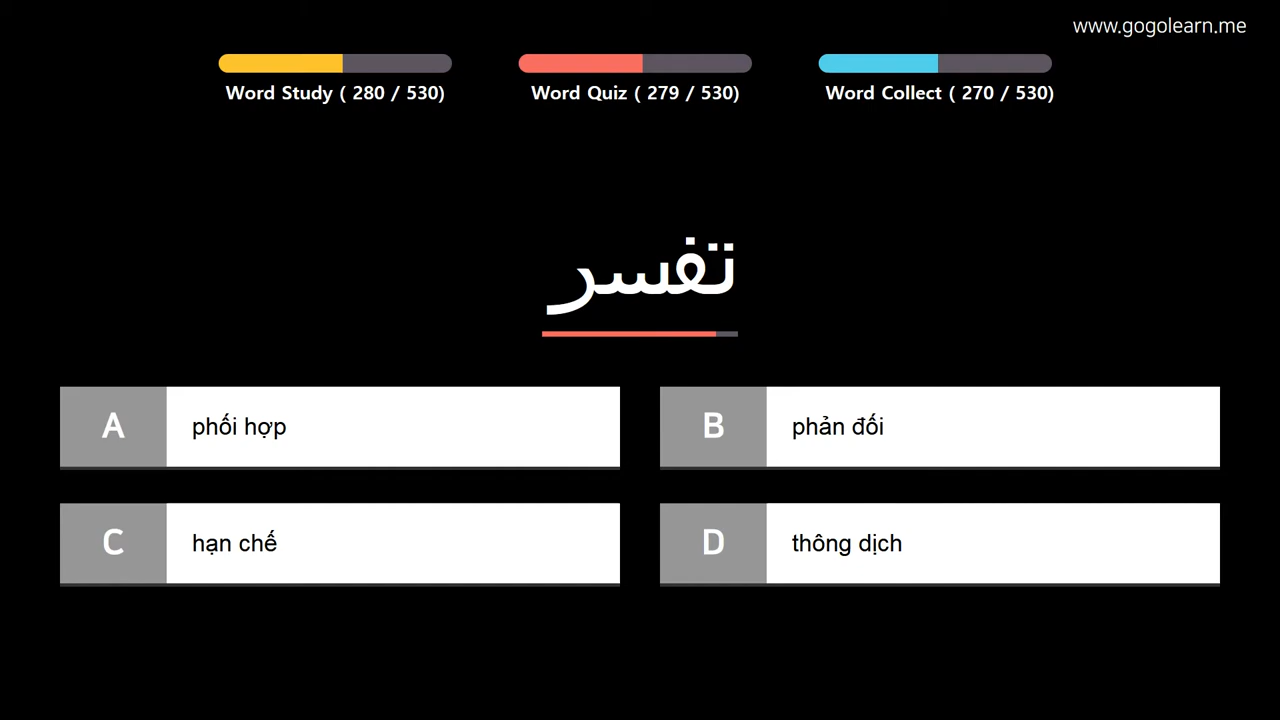 www.gogolearn.me
Word Study ( 280 / 530)
Word Quiz ( 279 / 530)
Word Collect ( 270 / 530)
تفسر
A phối hợp
B phản đối
C hạn chế
D thông dịch